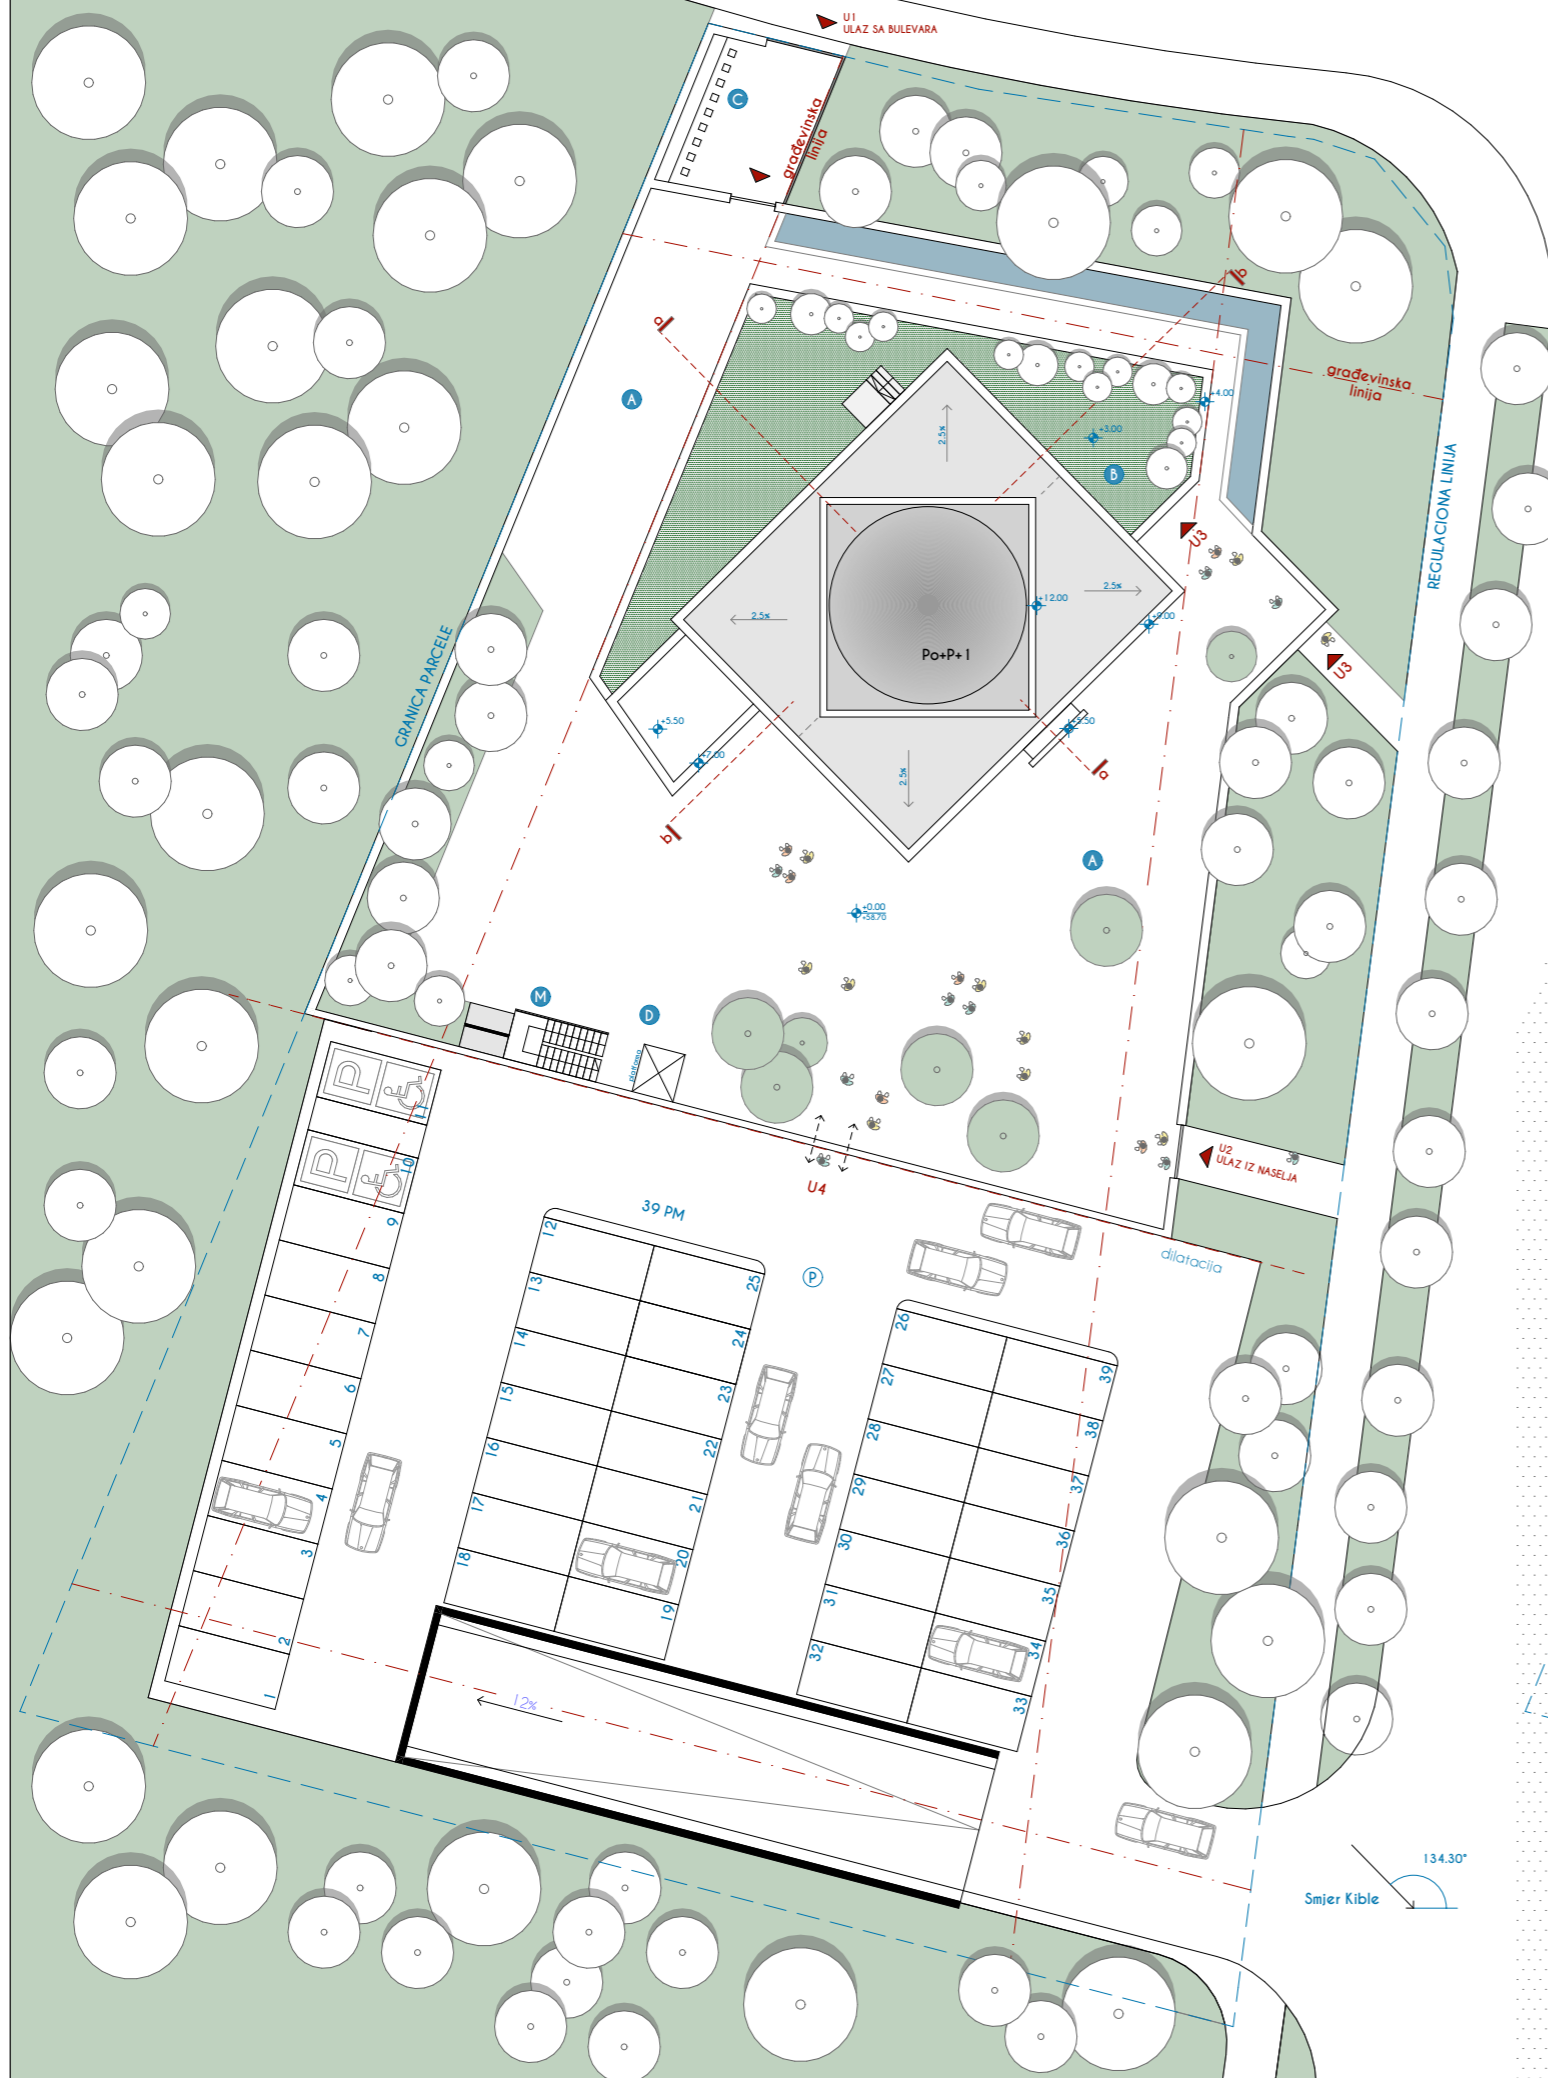 U1
ULAZ SA BULEVARA
C
građevinska
linija
b
a
A
građevinska
linija
+4.00
2.5%
+3.00
B
REGULACIONA LINIJA
U3
2.5%
+12.00
2.5%
+9.00
Po+P+1
U3
GRANICA PARCELE
+5.50
+5.50
+7.00
2.5%
a
b
A
±0.00
+58.70
M
D
platforma
P
11
P
10
U2
ULAZ IZ NASELJA
U4
39 PM
dilatacija
P
9
8
7
6
5
4
3
2
1
12
13
14
15
16
17
18
25
24
23
22
21
20
19
26
27
28
29
30
31
32
39
38
37
36
35
34
33
12%
134.30°
Smjer Kible